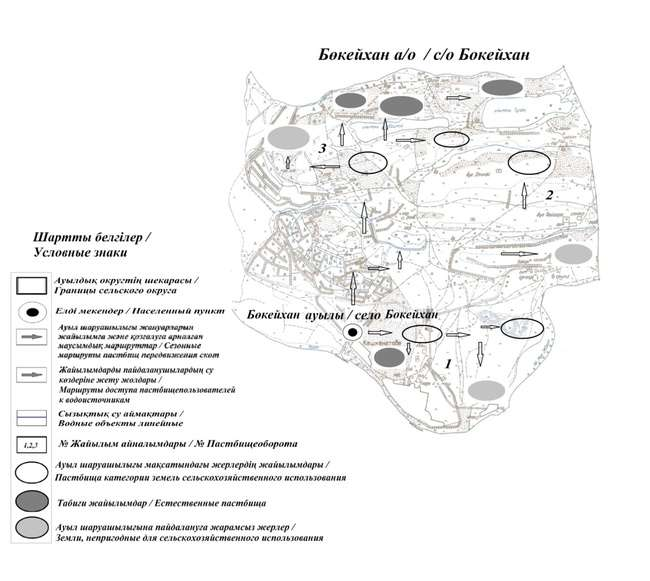 Бөкейхан а/о / с/о Бокейхан
3
2
Шартты белгілер /
Условные знаки
Ауылдық округтің шекарасы /
Границы сельского округа
Елді мекендер / Населенный пункт
Бөкейхан ауылы / село Бокейхан
Ауыл шаруашылығы жануарларын
жайылымға және қозғалуға арналған
маусымдық маршруттар / Сезонные
маршруты пастбищ передвижения скот
1
Жайылымдарды пайдаланушылардың су
көздеріне жету жолдары /
Маршруты доступа пастбищепользователей
к водоисточникам
Сызықтық су аймақтары /
Водные объекты линейные
1,2,3
№ Жайылым айналымдары / № Пастбищеоборота
Ауыл шаруашылығы мақсатындағы жерлердің жайылымдары /
Пастбища категории земель сельскохозяйственного использования
Табиғи жайылымдар / Естественные пастбища
Ауыл шаруашылығына пайдалануға жарамсыз жерлер /
Земли, непригодные для сельскохозяйственного использования